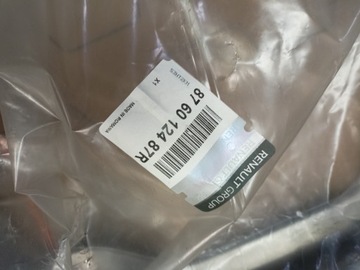 X1
87 60 124 87R
MADE IN ROMANIA
RENAULT GROUP